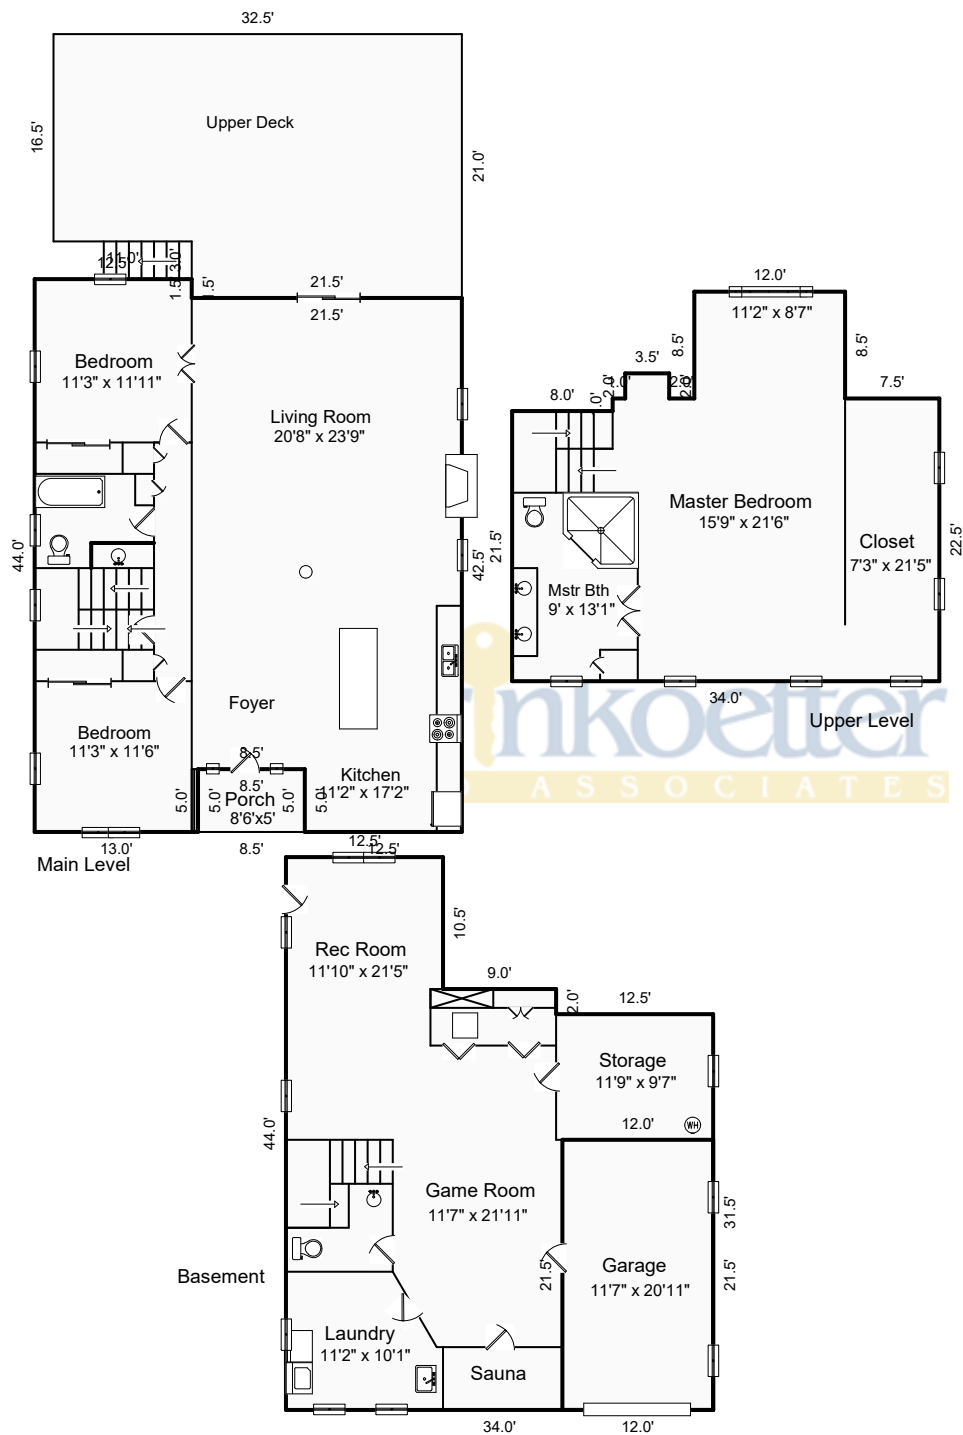 32.5'
16.5'
Upper Deck
21.0'
11.0'
12.5'
3.0'
1.5'
21.5'
21.5'
Bedroom
11'3" x 11'11"
Living Room
20'8" x 23'9"
44.0'
42.5'
Foyer
Bedroom
11'3" x 11'6"
8.5'
8.5'
Kitchen
11'2" x 17'2"
Porch
8'6'x5'
5.0'
5.0'
5.0'
5.0'
13.0'
8.5'
12.5'
Main Level
12.0'
11'2" x 8'7"
8.5'
8.5'
3.5'
2.0'
1.0'
2.0'
8.0'
7.5'
Master Bedroom
15'9" x 21'6"
Closet
7'3" x 21'5"
21.5'
22.5'
Mstr Bth
9' x 13'1"
34.0'
Upper Level
inkoetter
ASSOCIATES
12.5'
Rec Room
11'10" x 21'5"
10.5'
9.0'
2.0'
12.5'
Storage
11'9" x 9'7"
12.0'
WH
44.0'
Game Room
11'7" x 21'11"
31.5'
Basement
21.5'
Garage
11'7" x 20'11"
21.5'
Laundry
11'2" x 10'1"
Sauna
34.0'
12.0'